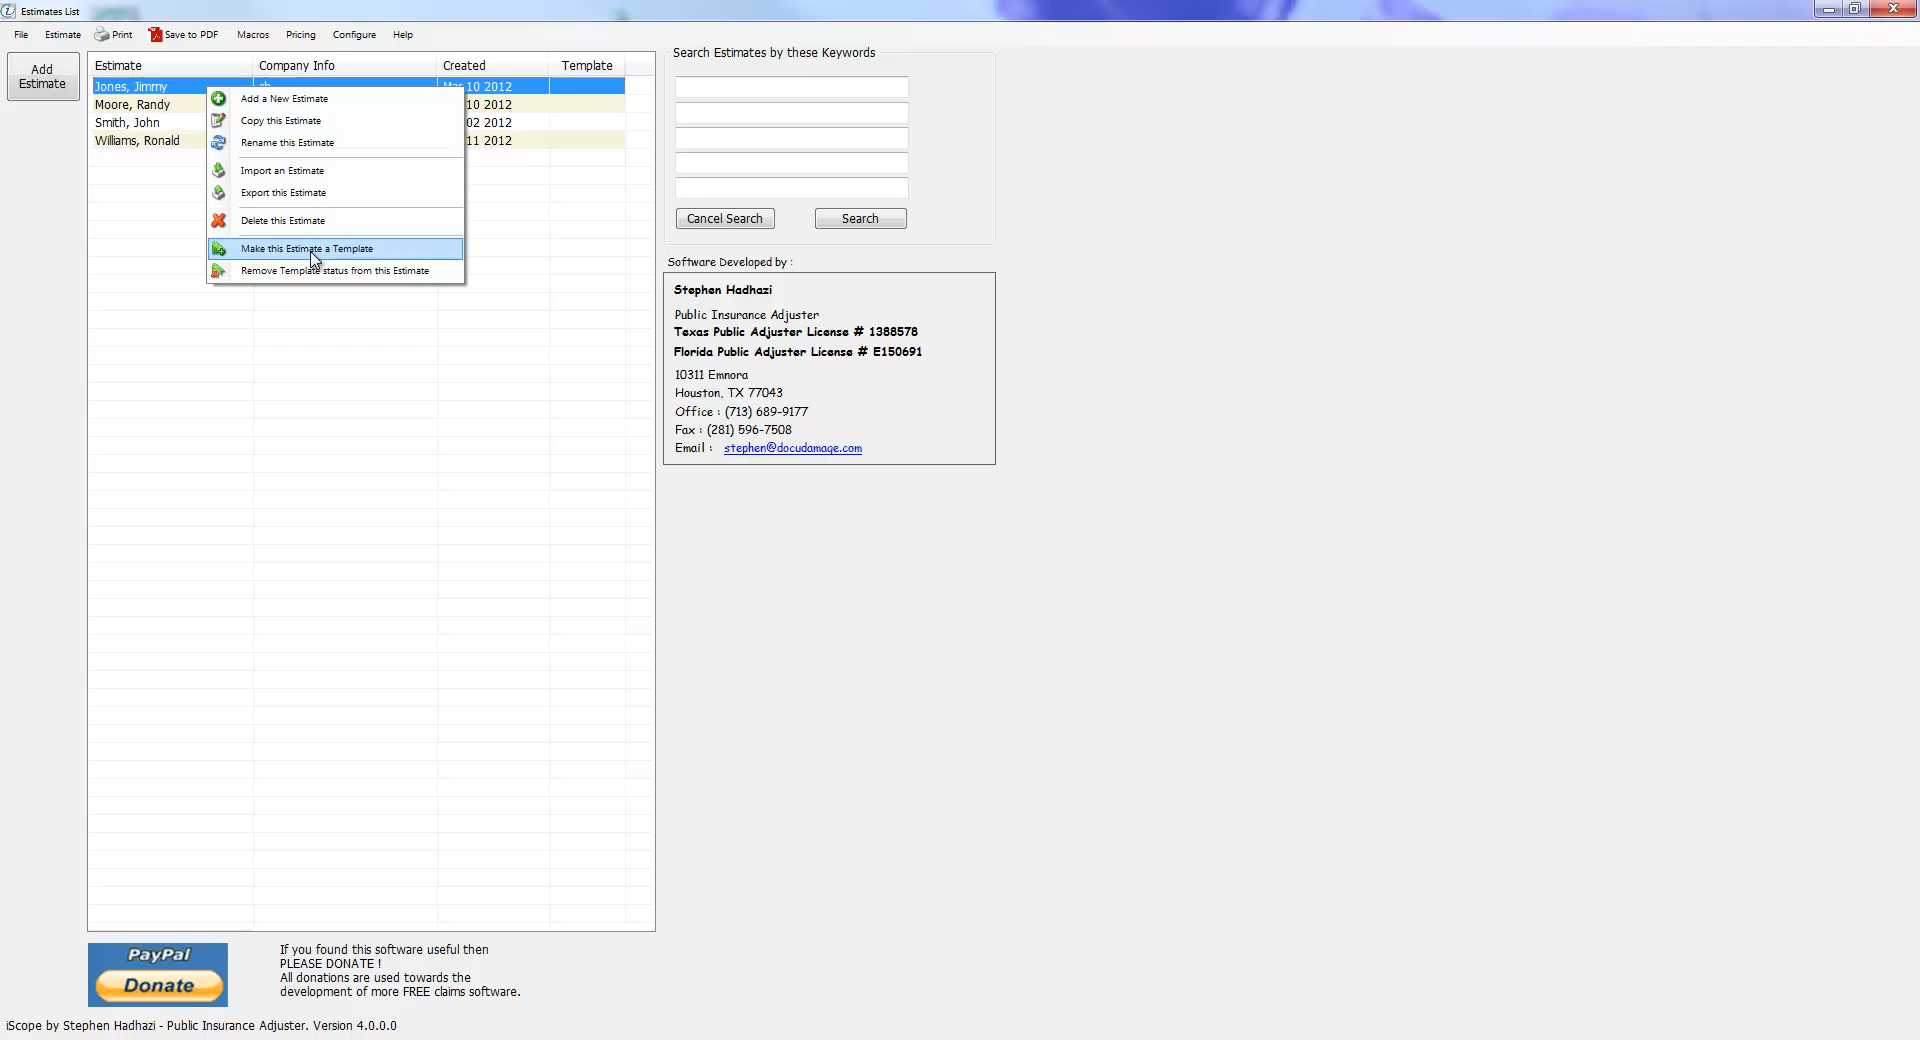 Estimates List
File Estimate Print Save to PDF Macros Pricing Configure Help
Add
Estimate
Estimate Company Info Created Template
Jones, Jimmy Mar 10 2012
Moore, Randy 10 2012
Smith, John 02 2012
Williams, Ronald 11 2012
Add a New Estimate
Copy this Estimate
Rename this Estimate
Import an Estimate
Export this Estimate
Delete this Estimate
Make this Estimate a Template
Remove Template status from this Estimate
Search Estimates by these Keywords
Cancel Search Search
Software Developed by :
Stephen Hadhazi
Public Insurance Adjuster
Texas Public Adjuster License # 1388578
Florida Public Adjuster License # E150691
10311 Emnora
Houston, TX 77043
Office : (713) 689-9177
Fax : (281) 596-7508
Email : stephen@docudamage.com
PayPal
Donate
If you found this software useful then
PLEASE DONATE !
All donations are used towards the
development of more FREE claims software.
iScope by Stephen Hadhazi - Public Insurance Adjuster. Version 4.0.0.0